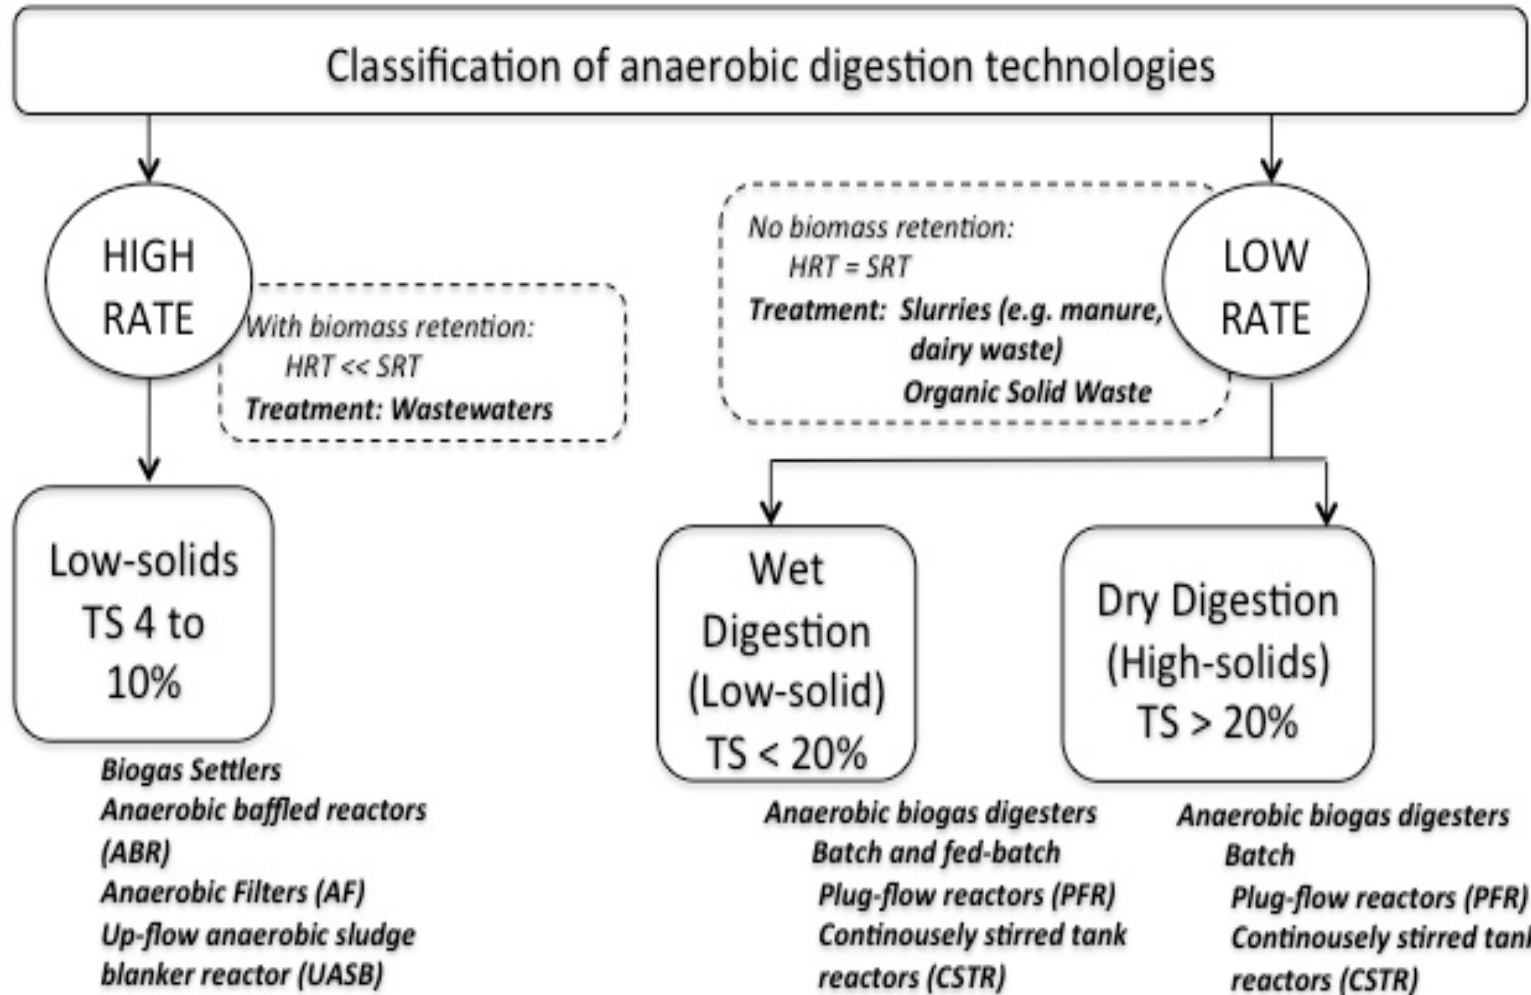 Classification of anaerobic digestion technologies
HIGH
RATE
With biomass retention:
HRT << SRT
Treatment: Wastewaters
Low-solids
TS 4 to
10%
Biogas Settlers
Anaerobic baffled reactors
(ABR)
Anaerobic Filters (AF)
Up-flow anaerobic sludge
blanker reactor (UASB)
No biomass retention:
HRT = SRT
Treatment: Slurries (e.g. manure,
dairy waste)
Organic Solid Waste
LOW
RATE
Wet
Digestion
(Low-solid)
TS < 20%
Anaerobic biogas digesters
Batch and fed-batch
Plug-flow reactors (PFR)
Continousely stirred tank
reactors (CSTR)
Dry Digestion
(High-solids)
TS > 20%
Anaerobic biogas digesters
Batch
Plug-flow reactors (PFR)
Continousely stirred tank
reactors (CSTR)